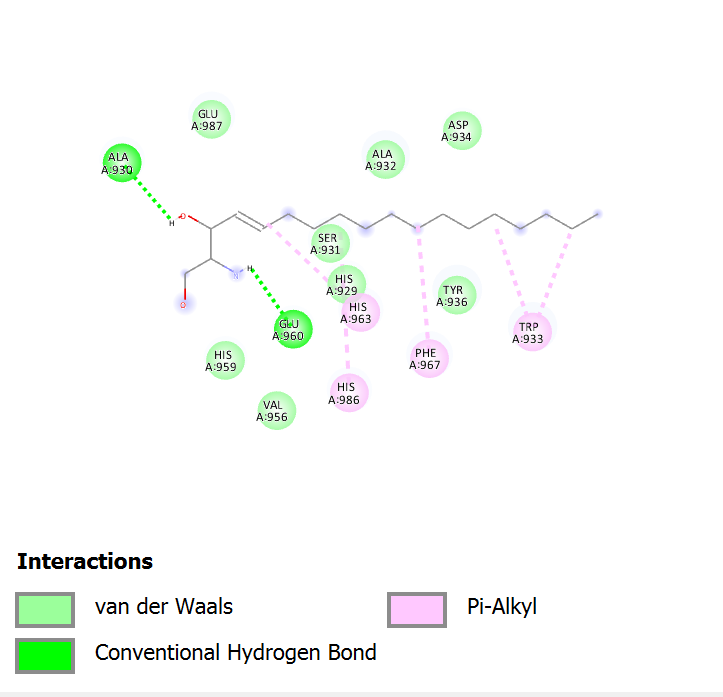 GLU
A:987
ASP
A:934
ALA
A:932
ALA
A:930
H
O
SER
A:931
H
N
HIS
A:929
TYR
A:936
O
HIS
A:963
GLU
A:960
TRP
A:933
HIS
A:959
PHE
A:967
HIS
A:986
VAL
A:956
Interactions
van der Waals
Pi-Alkyl
Conventional Hydrogen Bond